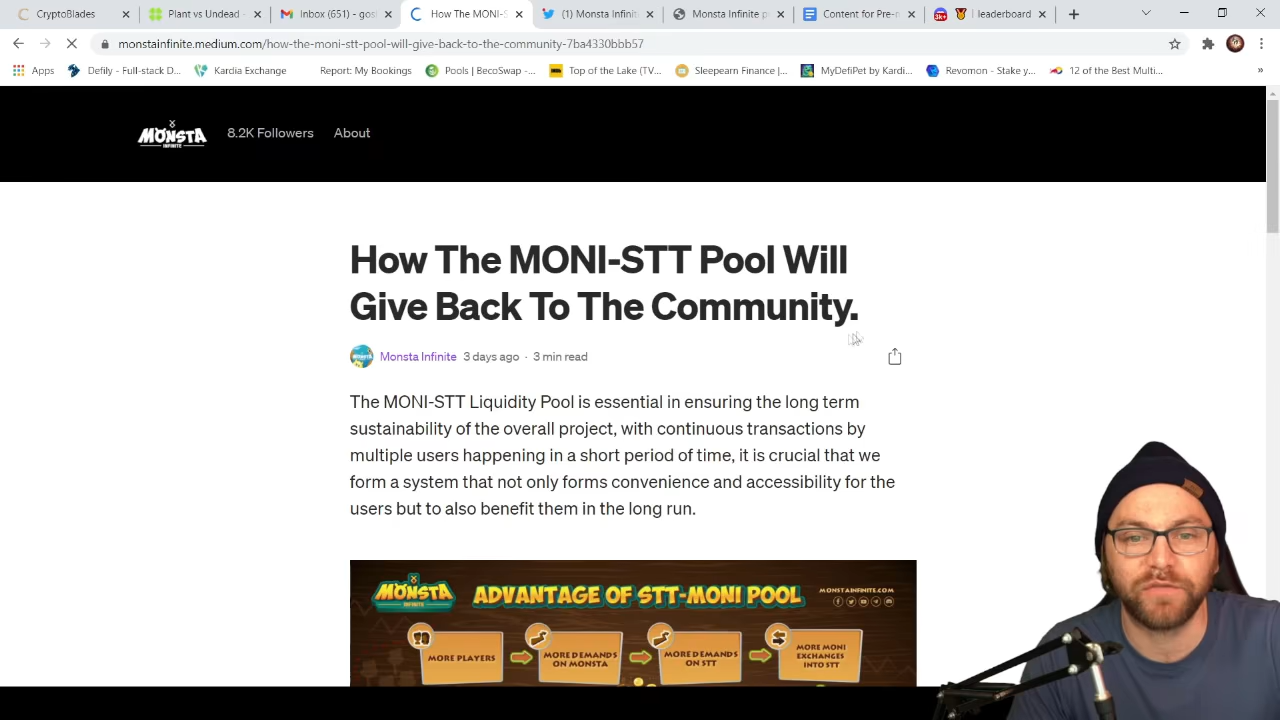 CryptoBlades
Plant vs Undead -
Inbox (651) - gos
How The MONI-S
(1) Monsta Infinit
Monsta Infinite p
Content for Pre-r
3K+
leaderboard
monstainfinite.medium.com/how-the-moni-stt-pool-will-give-back-to-the-community-7ba4330bbb57
Apps
Defily - Full-stack D...
Kardia Exchange
Report: My Bookings
Pools | BecoSwap -...
Top of the Lake (TV...
Sleepearn Finance |...
MyDefiPet by Kardi...
Revomon - Stake y...
12 of the Best Multi...
»
MONSTA
INFINITE
8.2K Followers
About
How The MONI-STT Pool Will
Give Back To The Community.
Monsta Infinite 3 days ago · 3 min read
The MONI-STT Liquidity Pool is essential in ensuring the long term
sustainability of the overall project, with continuous transactions by
multiple users happening in a short period of time, it is crucial that we
form a system that not only forms convenience and accessibility for the
users but to also benefit them in the long run.
MONSTA
INFINITE
ADVANTAGE OF STT-MONI POOL
MONSTAINFINITE.COM
MORE PLAYERS
MORE DEMANDS
ON MONSTA
MORE DEMANDS
ON STT
MORE MONI
EXCHANGES
INTO STT